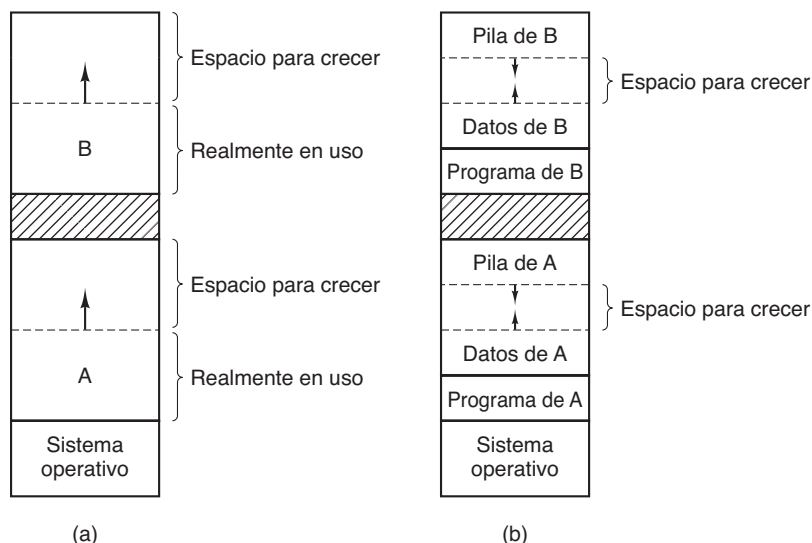 Espacio para crecer
B
Realmente en uso
Espacio para crecer
A
Realmente en uso
Sistema
operativo
(a)
Pila de B
Espacio para crecer
Datos de B
Programa de B
Pila de A
Espacio para crecer
Datos de A
Programa de A
Sistema
operativo
(b)